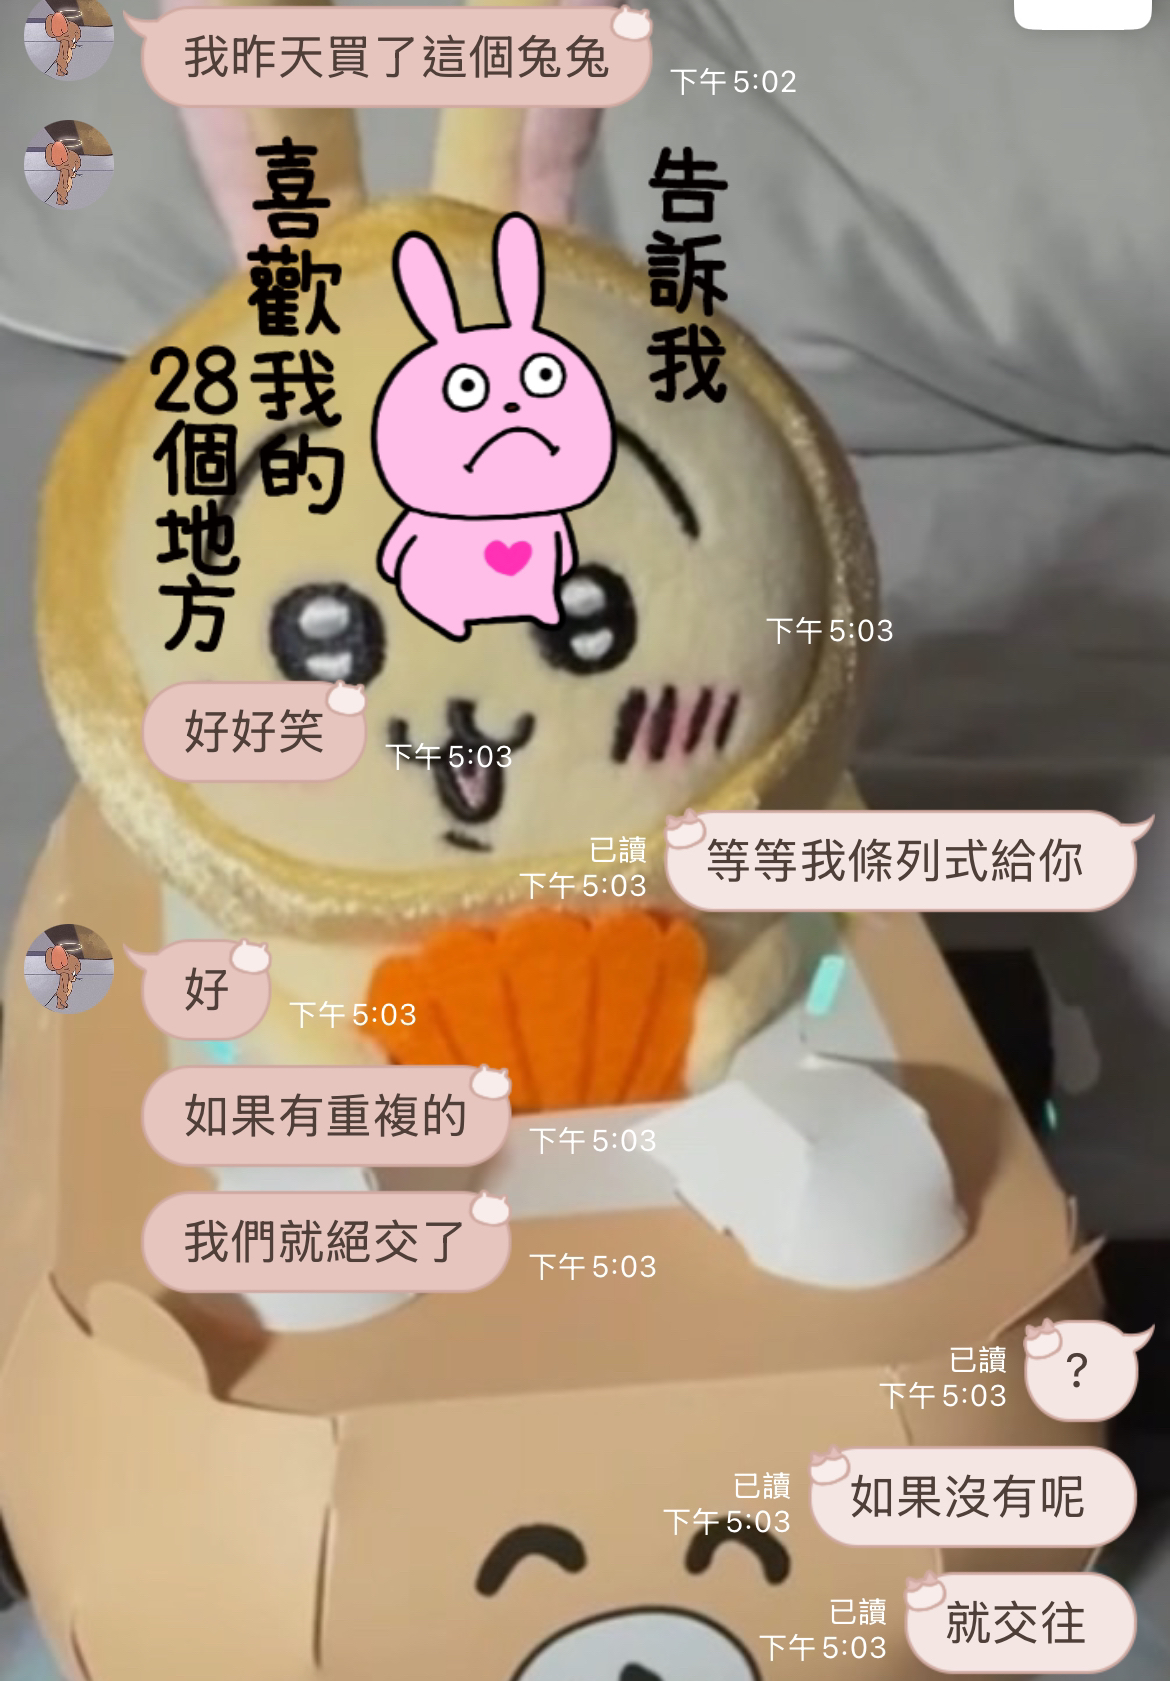 我昨天買了這個兔兔
下午 5:02
告訴我
喜歡我的
28個地方
下午 5:03
好好笑
下午 5:03
等等我條列式給你
已讀
下午 5:03
好
下午 5:03
如果有重複的
下午 5:03
我們就絕交了
下午 5:03
?
已讀
下午 5:03
如果沒有呢
已讀
下午 5:03
就交往
已讀
下午 5:03